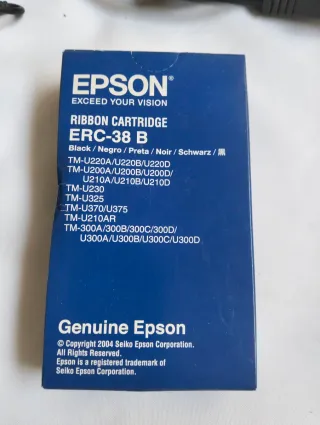 EPSON®
EXCEED YOUR VISION
RIBBON CARTRIDGE
ERC-38 B
Black / Negro / Preta / Noir / Schwarz / 黒
TM-U220A/U220B/U220D
TM-U200A/U200B/U200D/
U210A/U210B/U210D
TM-U230
TM-U325
TM-U370/U375
TM-U210AR
TM-300A/300B/300C/300D/
U300A/U300B/U300C/U300D
Genuine Epson
© Copyright 2004 Seiko Epson Corporation.
All Rights Reserved.
Epson is a registered trademark of
Seiko Epson Corporation.